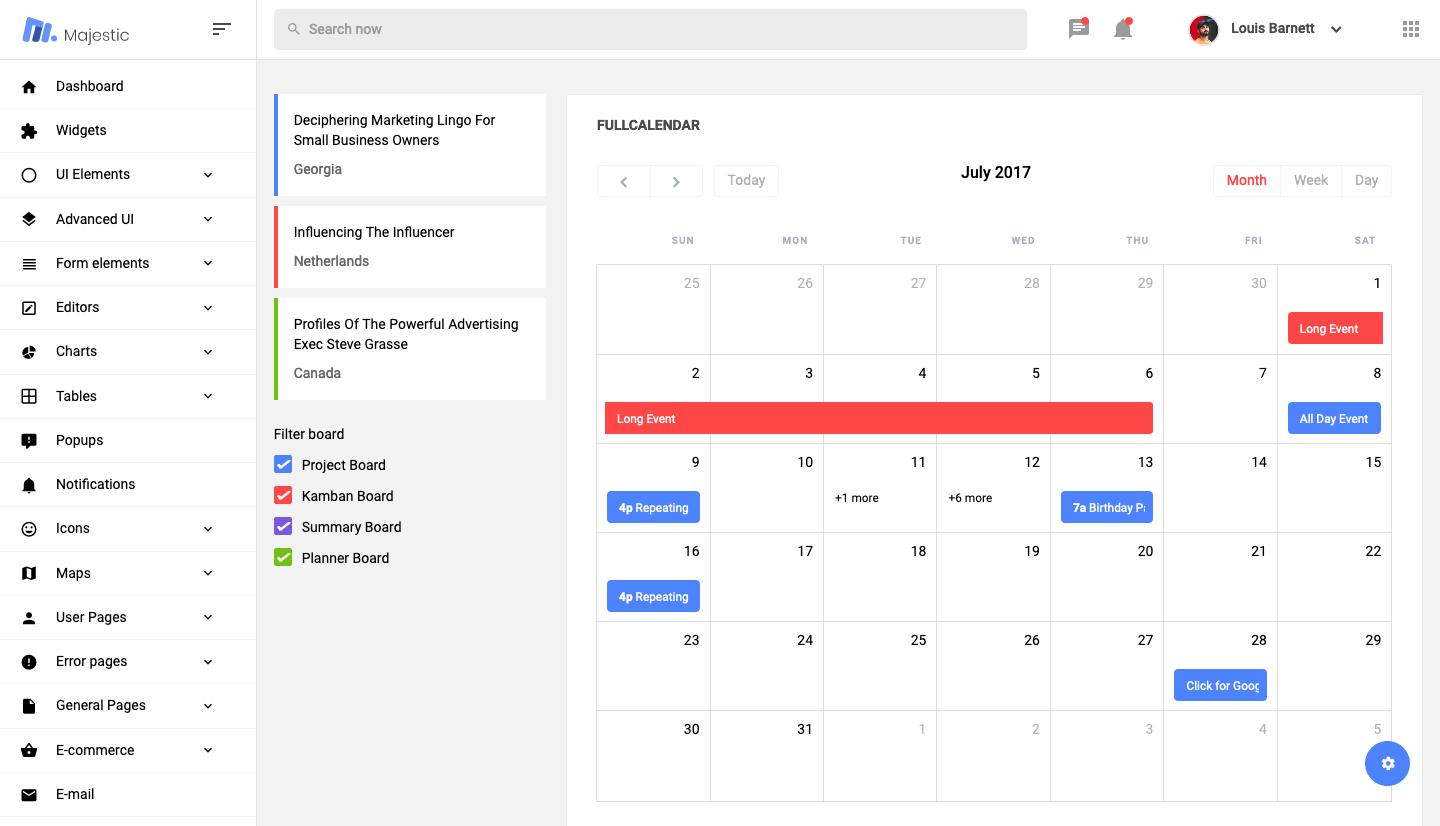 Majestic
Search now
Louis Barnett
Dashboard
Widgets
UI Elements
Advanced UI
Form elements
Editors
Charts
Tables
Popups
Notifications
Icons
Maps
User Pages
Error pages
General Pages
E-commerce
E-mail
Deciphering Marketing Lingo For
Small Business Owners
Georgia
Influencing The Influencer
Netherlands
Profiles Of The Powerful Advertising
Exec Steve Grasse
Canada
Filter board
Project Board
Kamban Board
Summary Board
Planner Board
FULLCALENDAR
Today
July 2017
Month Week Day
SUN MON TUE WED THU FRI SAT
25 26 27 28 29 30 1
Long Event
2 3 4 5 6 7 8
Long Event All Day Event
9 10 11 12 13 14 15
4p Repeating +1 more +6 more 7a Birthday Pa
16 17 18 19 20 21 22
4p Repeating
23 24 25 26 27 28 29
Click for Goog
30 31 1 2 3 4 5